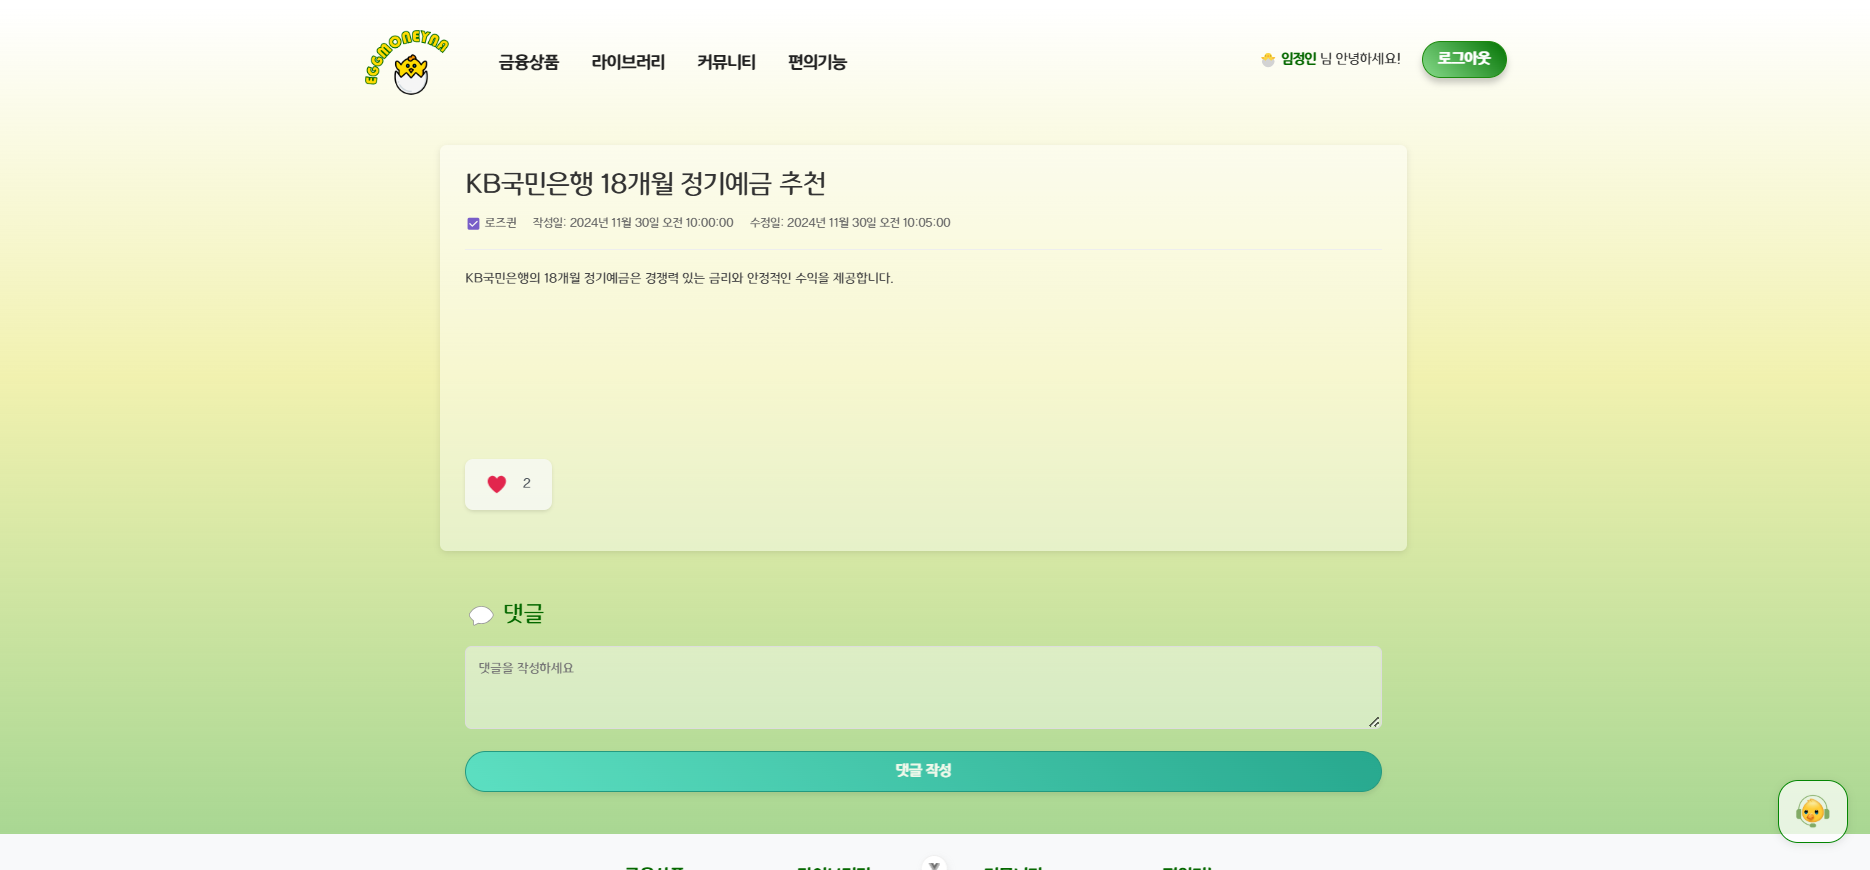 EGGMONEYNA
금융상품 라이브러리 커뮤니티 편의기능
임정인 님 안녕하세요! 로그아웃
KB국민은행 18개월 정기예금 추천
로즈퀸 작성일: 2024년 11월 30일 오전 10:00:00 수정일: 2024년 11월 30일 오전 10:05:00
KB국민은행의 18개월 정기예금은 경쟁력 있는 금리와 안정적인 수익을 제공합니다.
2
댓글
댓글을 작성하세요
댓글 작성